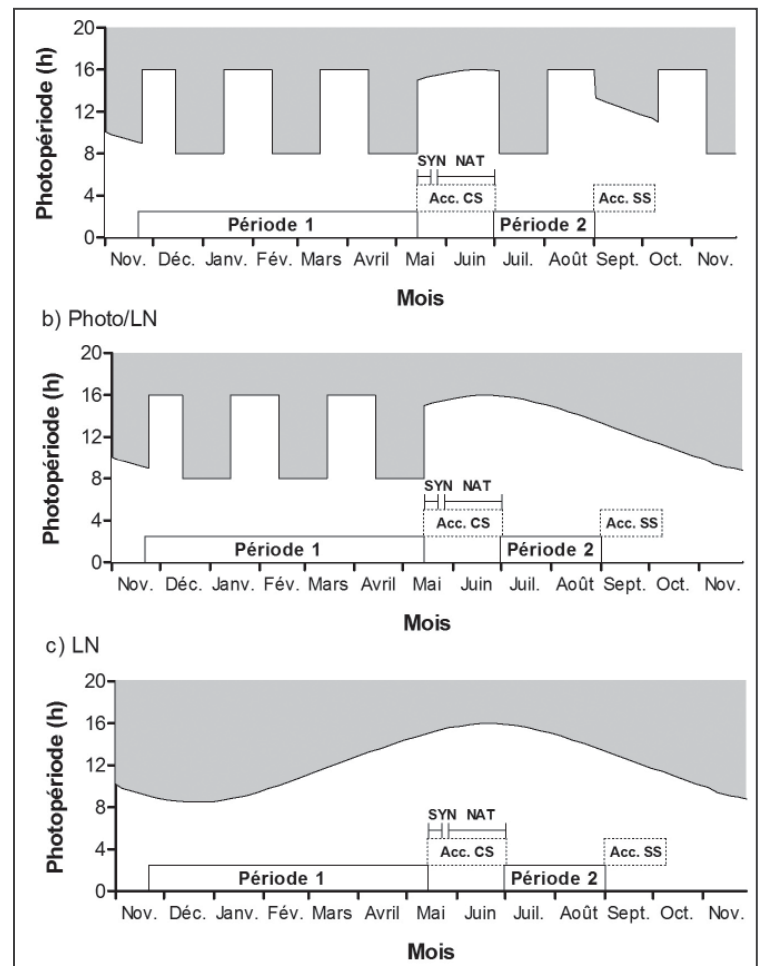 20
16
12
8
4
0
Photopériode (h)
SYN NAT
Acc. CS
Acc. SS
Période 1
Période 2
Nov. Déc. Janv. Fév. Mars Avril Mai Juin Juil. Août Sept. Oct. Nov.
Mois
b) Photo/LN
20
16
12
8
4
0
Photopériode (h)
SYN NAT
Acc. CS
Acc. SS
Période 1
Période 2
Nov. Déc. Janv. Fév. Mars Avril Mai Juin Juil. Août Sept. Oct. Nov.
Mois
c) LN
20
16
12
8
4
0
Photopériode (h)
SYN NAT
Acc. CS
Acc. SS
Période 1
Période 2
Nov. Déc. Janv. Fév. Mars Avril Mai Juin Juil. Août Sept. Oct. Nov.
Mois